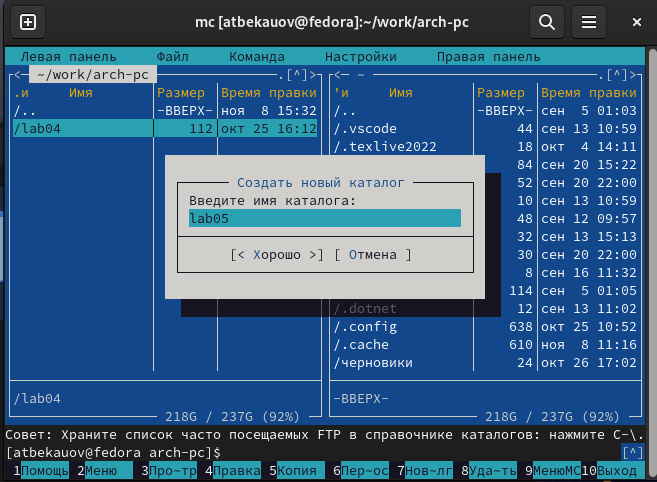 mc [atbekauov@fedora]:~/work/arch-pc
Левая панель Файл Команда Настройки Правая панель
<─ ~/work/arch-pc .[^]> <─ ~ .[^]>
.и Имя Размер Время правки 'и Имя Размер Время правки
/.. -ВВЕРХ- ноя 8 15:32 /.. -ВВЕРХ- сен 5 01:03
/lab04 112 окт 25 16:12 /.vscode 44 сен 13 10:59
/.texlive2022 18 окт 4 14:11
84 сен 20 15:22
Создать новый каталог 52 сен 20 22:00
Введите имя каталога: 10 сен 13 10:59
lab05 48 сен 12 09:57
32 сен 13 15:13
[< Хорошо >] [ Отмена ] 30 сен 20 22:00
8 сен 16 11:32
114 сен 5 01:05
/.dotnet 12 сен 13 11:02
/.config 638 окт 25 10:52
/.cache 610 ноя 8 11:16
/черновики 24 окт 26 17:02
/lab04 -ВВЕРХ-
218G / 237G (92%) 218G / 237G (92%)
Совет: Храните список часто посещаемых FTP в справочнике каталогов: нажмите C-\.
[atbekauov@fedora arch-pc]$ [^]
1Помощь 2Меню 3Про~тр 4Правка 5Копия 6Пер~ос 7Нов~лг 8Уда~ть 9МенюMC 10Выход